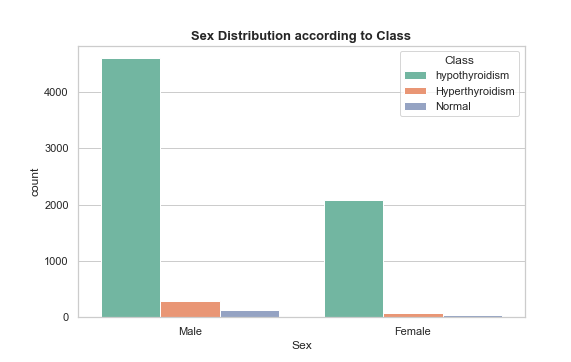 Sex Distribution according to Class
Class
hypothyroidism
Hyperthyroidism
Normal
4000
3000
2000
1000
0
count
Male
Female
Sex